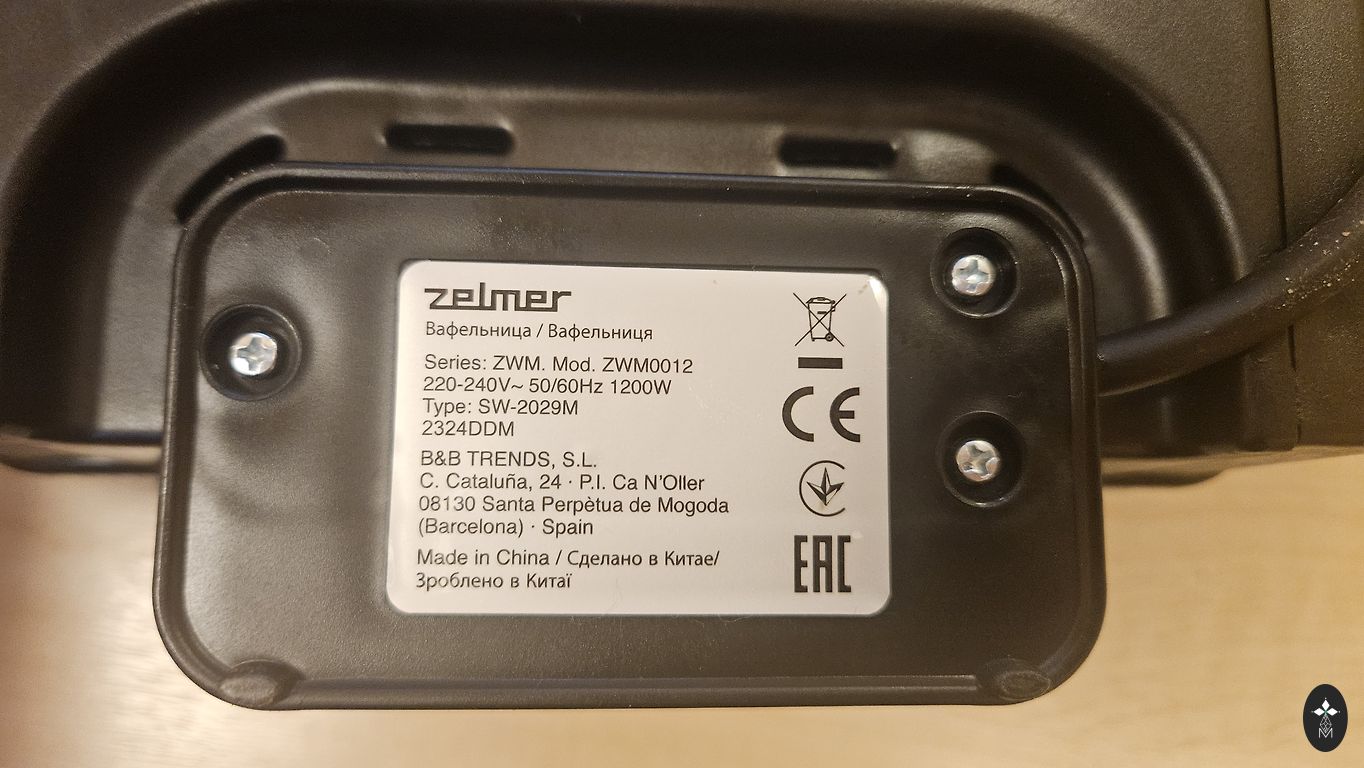 zelmer
Вафельница / Вафельниця
Series: ZWM. Mod. ZWM0012
220-240V~ 50/60Hz 1200W
Type: SW-2029M
2324DDM
B&B TRENDS, S.L.
C. Cataluña, 24 · P.I. Ca N'Oller
08130 Santa Perpètua de Mogoda
(Barcelona) · Spain
Made in China / Сделано в Китае/
Зроблено в Китаї
CE
EAC
M